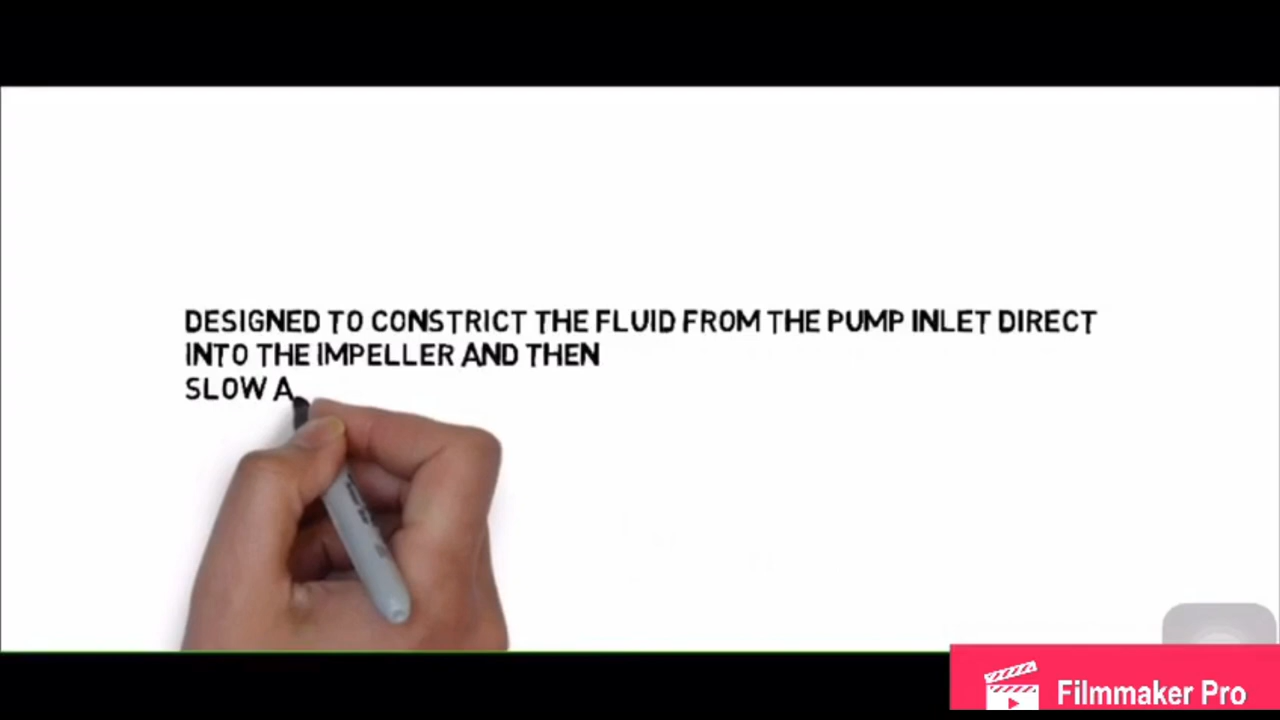 DESIGNED TO CONSTRICT THE FLUID FROM THE PUMP INLET DIRECT
INTO THE IMPELLER AND THEN
SLOW A
Filmmaker Pro